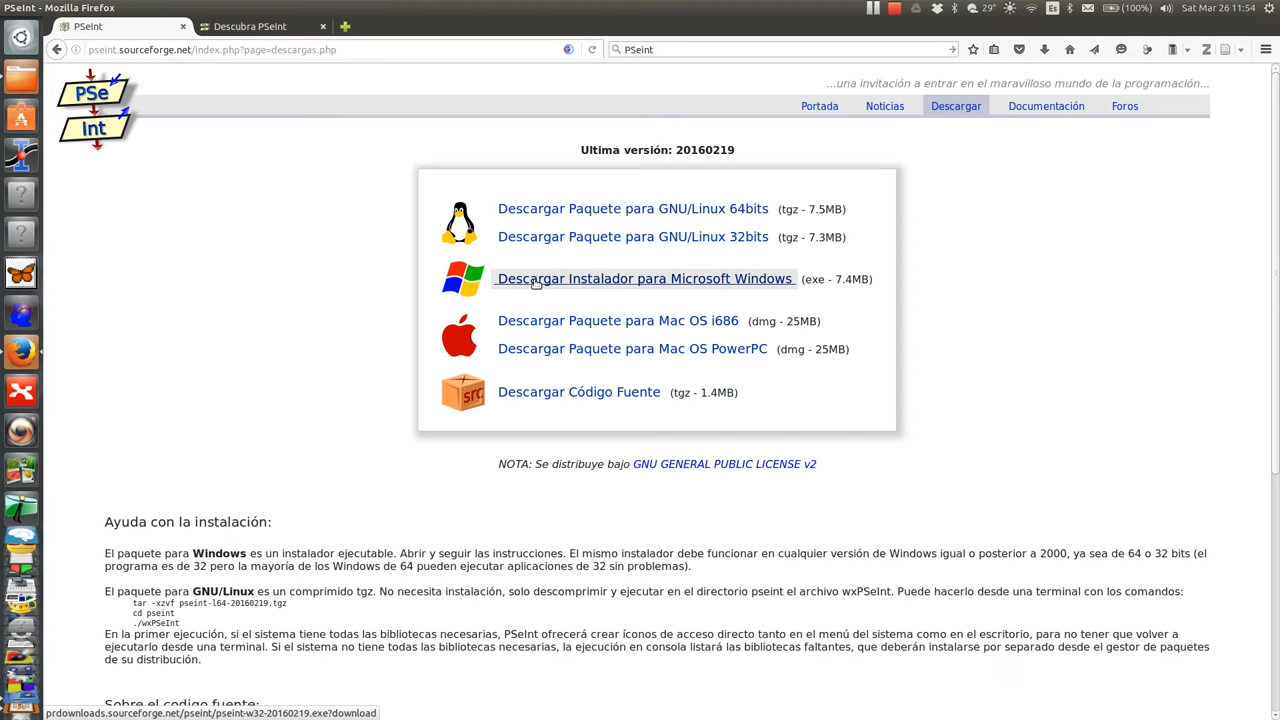 PSeInt - Mozilla Firefox
29°
Es
(100%)
Sat Mar 26 11:54
PSeInt
Descubra PSeInt
pseint.sourceforge.net/index.php?page=descargas.php
PSeint
PSe
Int
...una invitación a entrar en el maravilloso mundo de la programación...
Portada
Noticias
Descargar
Documentación
Foros
Ultima versión: 20160219
Descargar Paquete para GNU/Linux 64bits (tgz - 7.5MB)
Descargar Paquete para GNU/Linux 32bits (tgz - 7.3MB)
Descargar Instalador para Microsoft Windows (exe - 7.4MB)
Descargar Paquete para Mac OS i686 (dmg - 25MB)
Descargar Paquete para Mac OS PowerPC (dmg - 25MB)
src
Descargar Código Fuente (tgz - 1.4MB)
NOTA: Se distribuye bajo GNU GENERAL PUBLIC LICENSE v2
Ayuda con la instalación:
El paquete para Windows es un instalador ejecutable. Abrir y seguir las instrucciones. El mismo instalador debe funcionar en cualquier versión de Windows igual o posterior a 2000, ya sea de 64 o 32 bits (el
programa es de 32 pero la mayoría de los Windows de 64 pueden ejecutar aplicaciones de 32 sin problemas).
El paquete para GNU/Linux es un comprimido tgz. No necesita instalación, solo descomprimir y ejecutar en el directorio pseint el archivo wxPSeInt. Puede hacerlo desde una terminal con los comandos:
tar -xzvf pseint-l64-20160219.tgz
cd pseint
./wxPSeInt
En la primer ejecución, si el sistema tiene todas las bibliotecas necesarias, PSeInt ofrecerá crear íconos de acceso directo tanto en el menú del sistema como en el escritorio, para no tener que volver a
ejecutarlo desde una terminal. Si el sistema no tiene todas las bibliotecas necesarias, la ejecución en consola listará las bibliotecas faltantes, que deberán instalarse por separado desde el gestor de paquetes
de su distribución.
Sobre el codigo fuente:
prdownloads.sourceforge.net/pseint/pseint-w32-20160219.exe?download